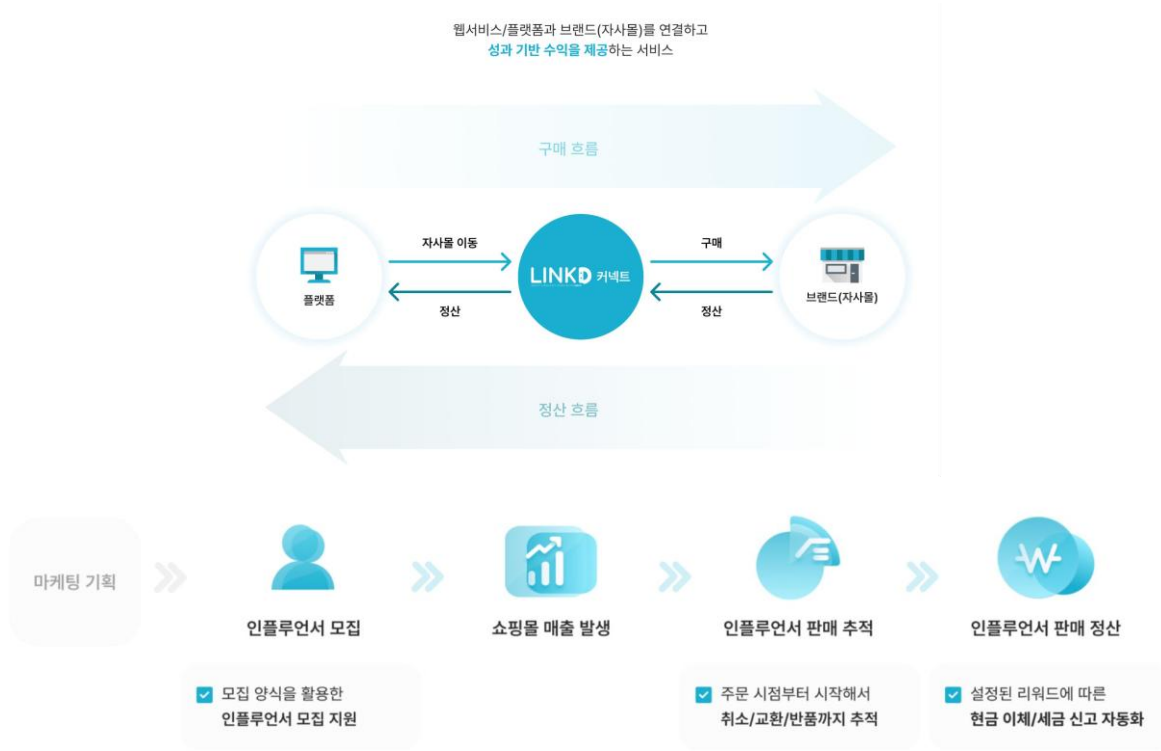 웹서비스/플랫폼과 브랜드(자사몰)를 연결하고
성과 기반 수익을 제공하는 서비스
구매 흐름
자사몰 이동
구매
플랫폼
LINKD 커넥트
브랜드(자사몰)
정산
정산
정산 흐름
마케팅 기획
인플루언서 모집
쇼핑몰 매출 발생
인플루언서 판매 추적
인플루언서 판매 정산
모집 양식을 활용한
인플루언서 모집 지원
주문 시점부터 시작해서
취소/교환/반품까지 추적
설정된 리워드에 따른
현금 이체/세금 신고 자동화